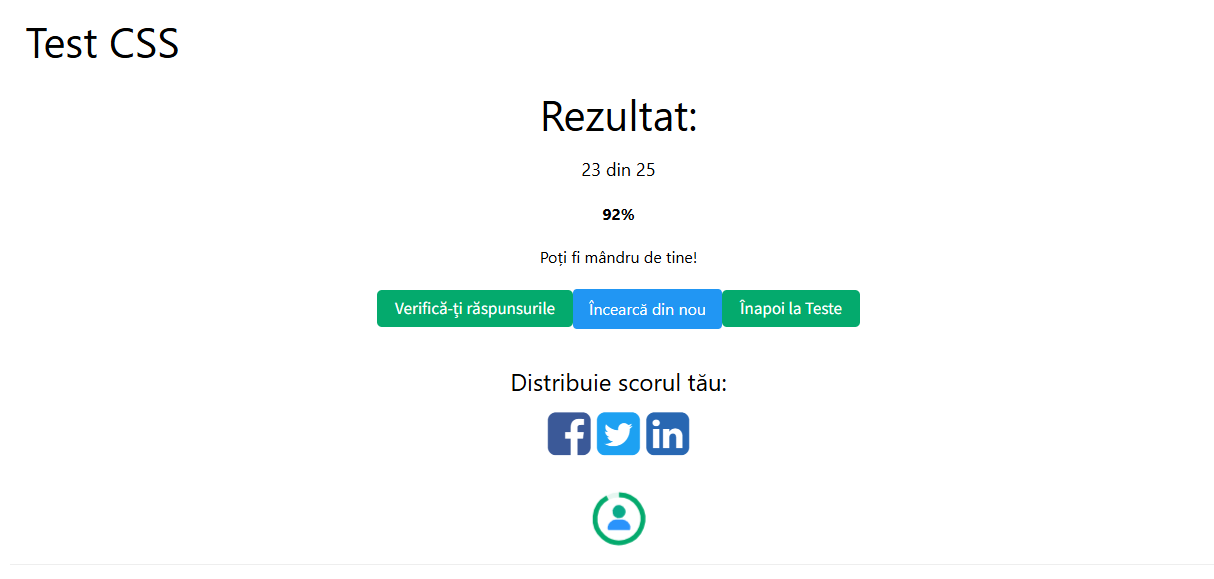 Test CSS
Rezultat:
23 din 25
92%
Poți fi mândru de tine!
Verifică-ți răspunsurile Încearcă din nou Înapoi la Teste
Distribuie scorul tău: